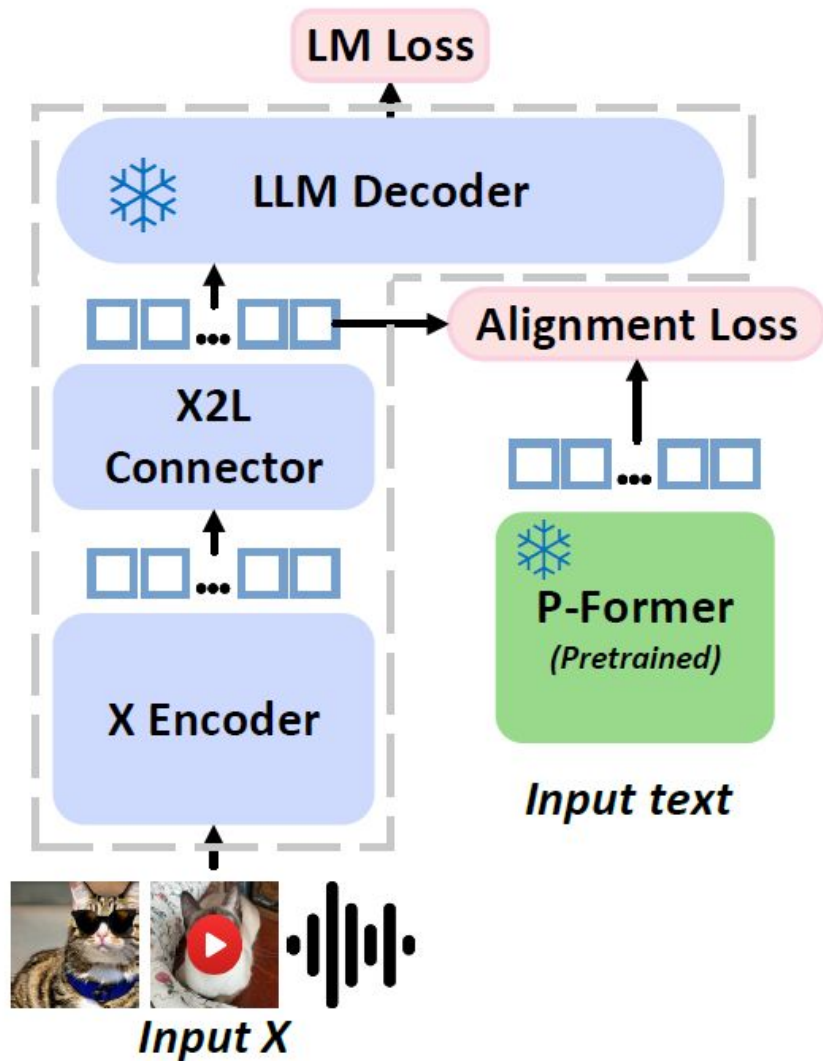 LM Loss
LLM Decoder
...
Alignment Loss
X2L
Connector
...
...
P-Former
(Pretrained)
X Encoder
Input text
Input X